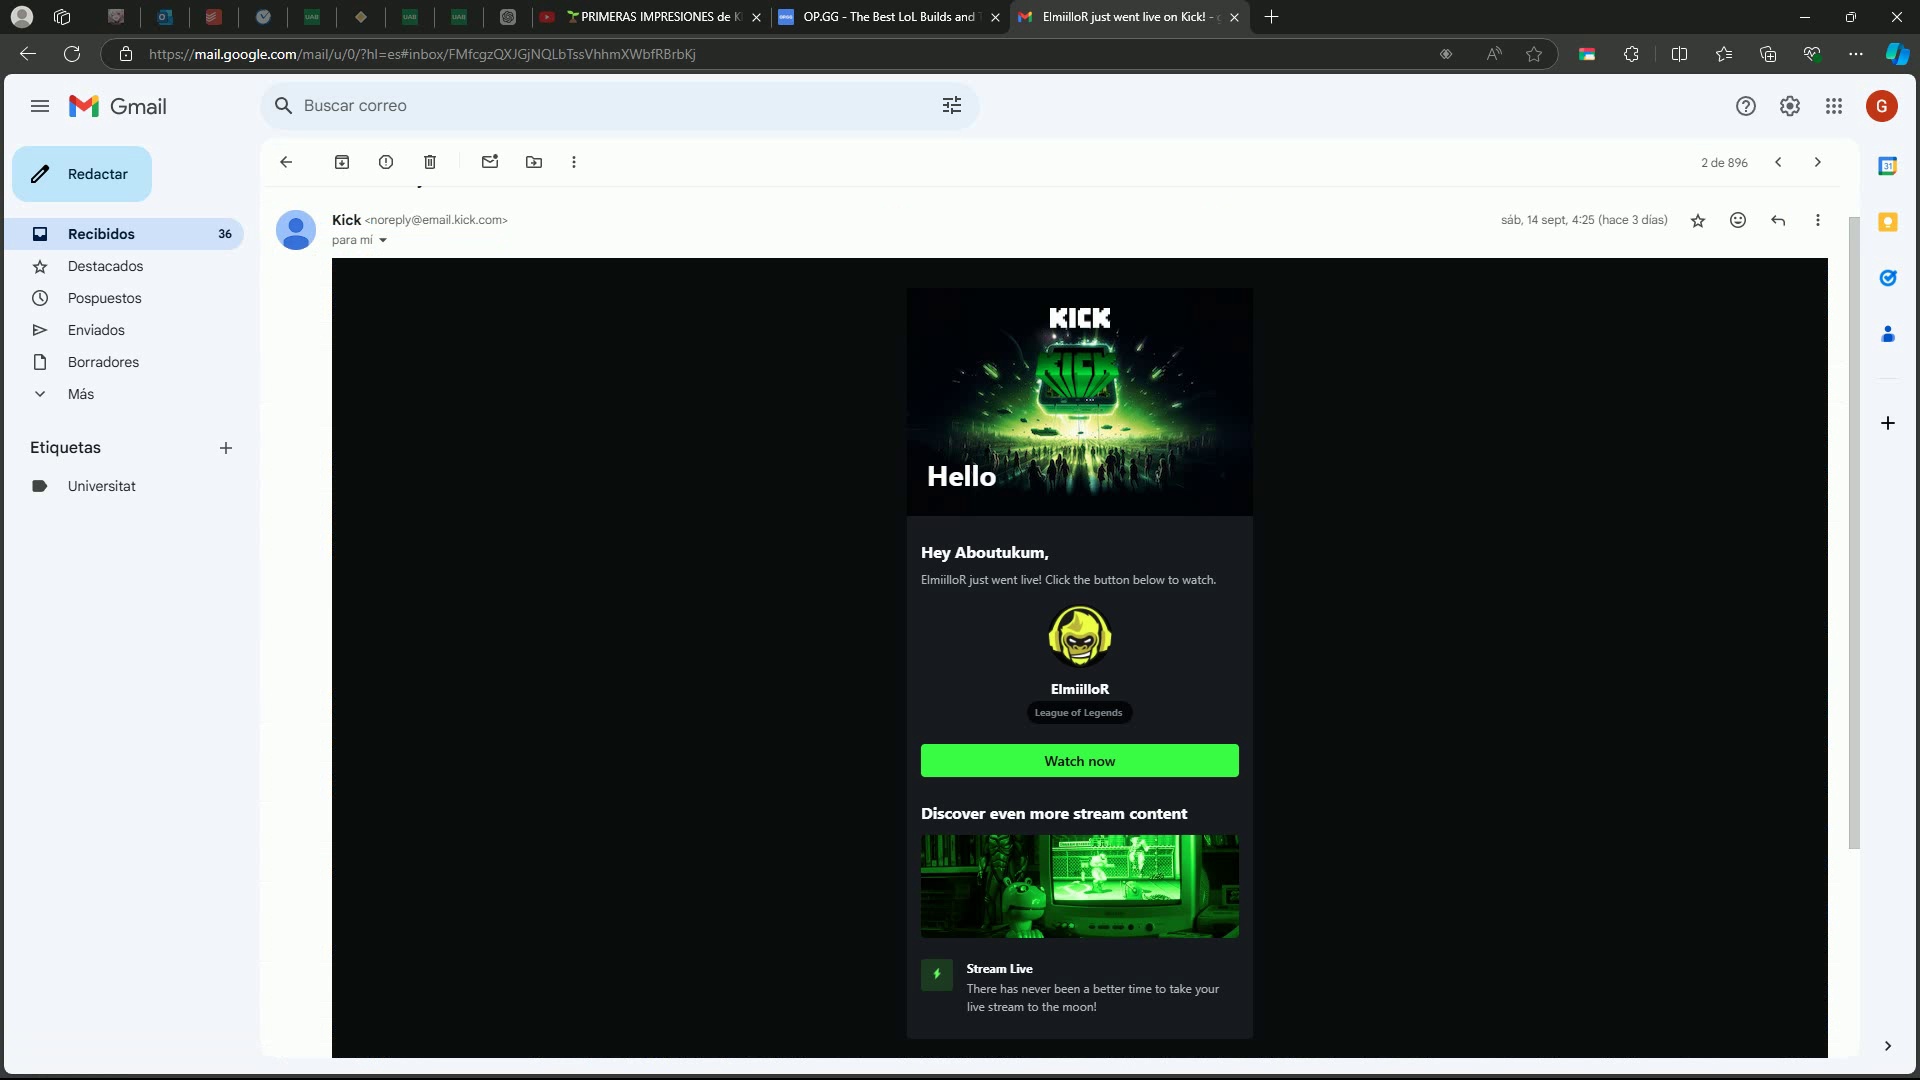 PRIMERAS IMPRESIONES de K
OP.GG - The Best LoL Builds and T
ElmiilloR just went live on Kick! -
https://mail.google.com/mail/u/0/?hl=es#inbox/FMfcgzQXJGjNQLbTssVhhmXWbfRBrbKj
Gmail
Buscar correo
G
Redactar
2 de 896
31
Recibidos 36
Destacados
Pospuestos
Enviados
Borradores
Más
Etiquetas
Universitat
Kick <noreply@email.kick.com>
sáb, 14 sept, 4:25 (hace 3 días)
para mí
KICK
KICK
Hello
Hey Aboutukum,
ElmiilloR just went live! Click the button below to watch.
ElmiilloR
League of Legends
Watch now
Discover even more stream content
Stream Live
There has never been a better time to take your
live stream to the moon!